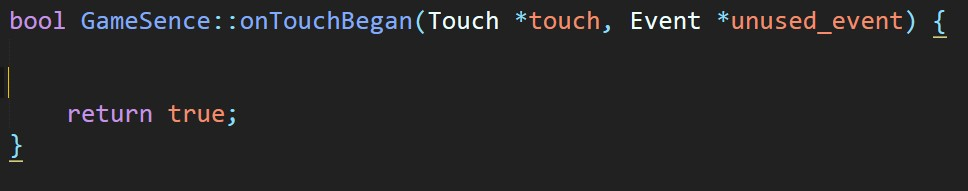 bool GameSence::onTouchBegan(Touch *touch, Event *unused_event) {
    return true;
}